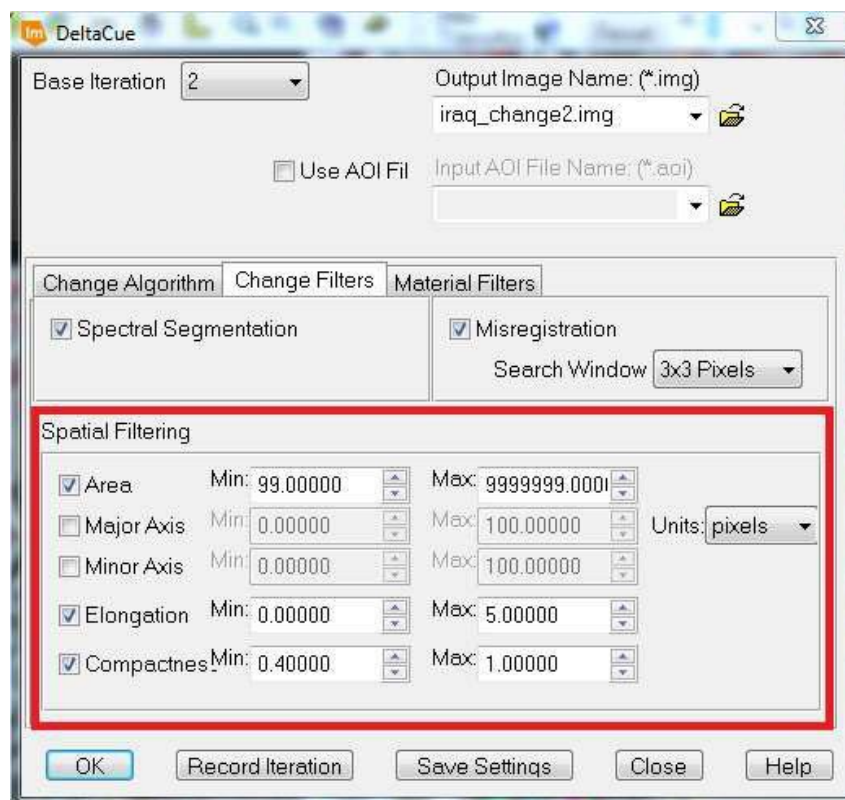 Im DeltaCue
Base Iteration 2
Output Image Name: (*.img)
iraq_change2.img
Use AOI Fil
Input AOI File Name: (*.aoi)
Change Algorithm Change Filters Material Filters
Spectral Segmentation
Misregistration
Search Window 3x3 Pixels
Spatial Filtering
Area Min: 99.00000 Max: 9999999.000
Major Axis Min: 0.00000 Max: 100.00000 Units: pixels
Minor Axis Min: 0.00000 Max: 100.00000
Elongation Min: 0.00000 Max: 5.00000
Compactnes Min: 0.40000 Max: 1.00000
OK Record Iteration Save Settings Close Help